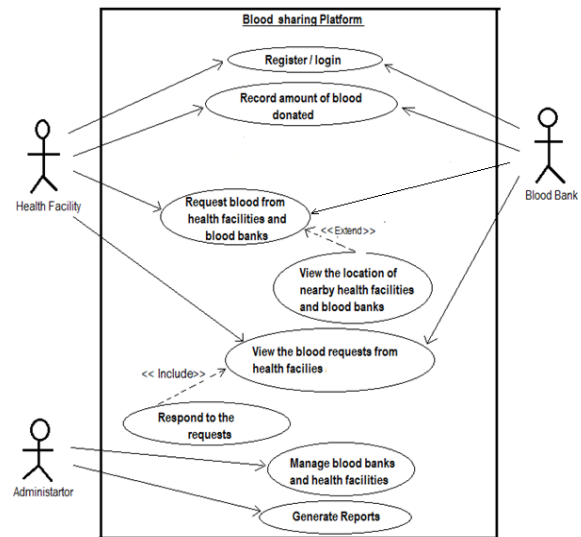 Blood sharing Platform
Register / login
Record amount of blood
donated
Health Facility
Blood Bank
Request blood from
health facilities and
blood banks
<< Extend>>
View the location of
nearby health facilities
and blood banks
View the blood requests from
health facilies
<< Include>>
Respond to the
requests
Manage blood banks
and health facilities
Administartor
Generate Reports